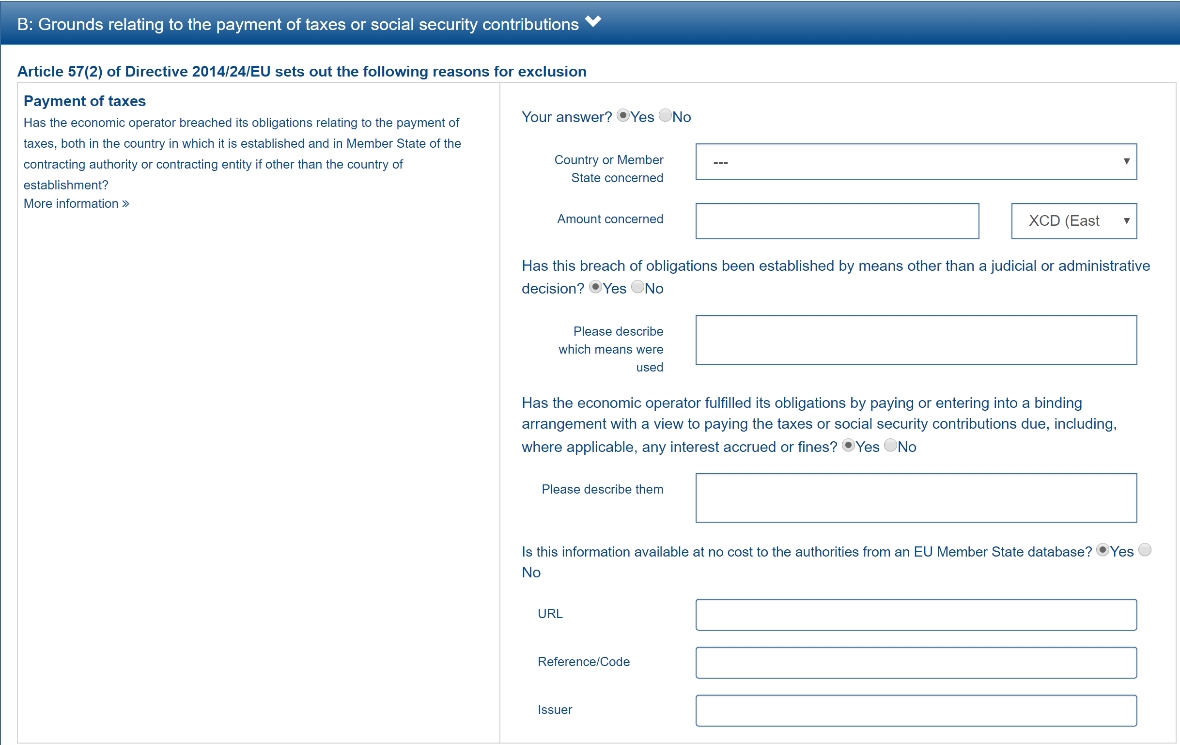 B: Grounds relating to the payment of taxes or social security contributions
Article 57(2) of Directive 2014/24/EU sets out the following reasons for exclusion
Payment of taxes
Has the economic operator breached its obligations relating to the payment of
taxes, both in the country in which it is established and in Member State of the
contracting authority or contracting entity if other than the country of
establishment?
More information »
Your answer? Yes No
Country or Member
State concerned
---
Amount concerned
XCD (East
Has this breach of obligations been established by means other than a judicial or administrative
decision? Yes No
Please describe
which means were
used
Has the economic operator fulfilled its obligations by paying or entering into a binding
arrangement with a view to paying the taxes or social security contributions due, including,
where applicable, any interest accrued or fines? Yes No
Please describe them
Is this information available at no cost to the authorities from an EU Member State database? Yes
No
URL
Reference/Code
Issuer